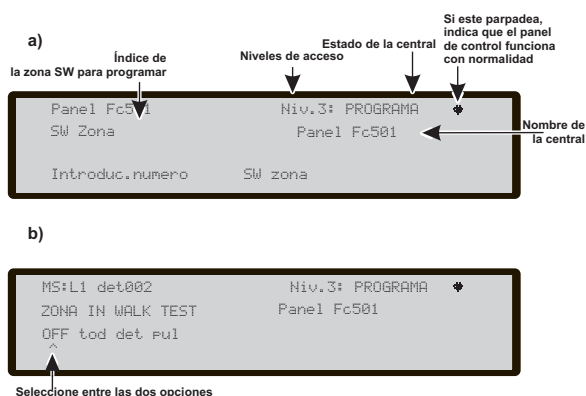 a)
Índice de
la zona SW para programar
Niveles de acceso
Estado de la central
Si este parpadea,
indica que el panel
de control funciona
con normalidad
Panel Fc501
Niv.3: PROGRAMA
SW Zona
Panel Fc501
Nombre de
la central
Introduc.numero
SW zona
b)
MS:L1 det002
Niv.3: PROGRAMA
ZONA IN WALK TEST
Panel Fc501
OFF tod det pul
^
Seleccione entre las dos opciones